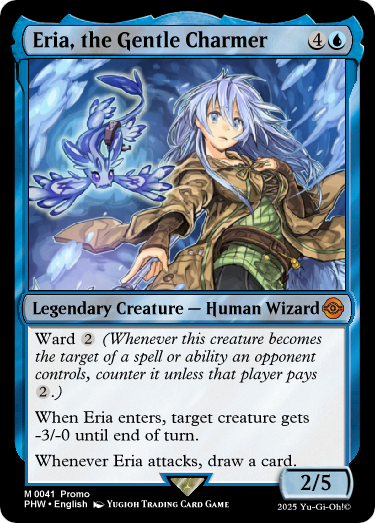 Eria, the Gentle Charmer 4
Legendary Creature — Human Wizard
Ward 2 (Whenever this creature becomes
the target of a spell or ability an opponent
controls, counter it unless that player pays
2.)
When Eria enters, target creature gets
-3/-0 until end of turn.
Whenever Eria attacks, draw a card.
2/5
M 0041 Promo
PHW • English Yugioh Trading Card Game
2025 Yu-Gi-Oh!©